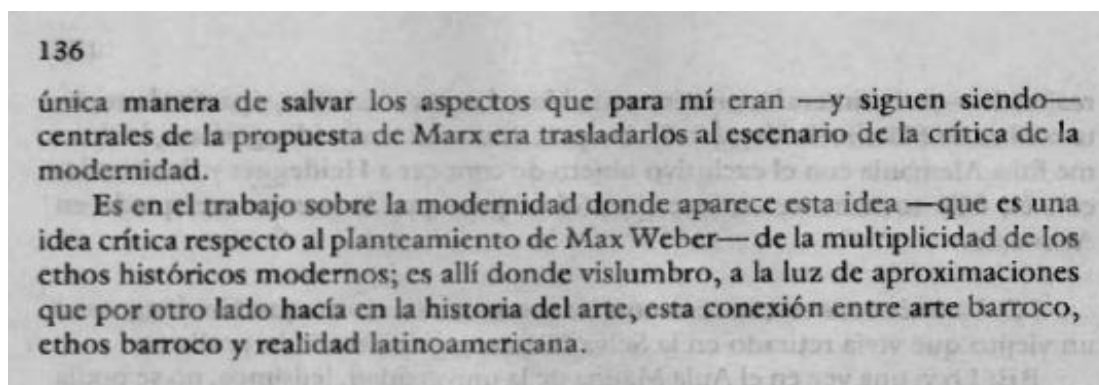 136
única manera de salvar los aspectos que para mí eran —y siguen siendo—
centrales de la propuesta de Marx era trasladarlos al escenario de la crítica de la
modernidad.
Es en el trabajo sobre la modernidad donde aparece esta idea —que es una
idea crítica respecto al planteamiento de Max Weber— de la multiplicidad de los
ethos históricos modernos; es allí donde vislumbro, a la luz de aproximaciones
que por otro lado hacía en la historia del arte, esta conexión entre arte barroco,
ethos barroco y realidad latinoamericana.